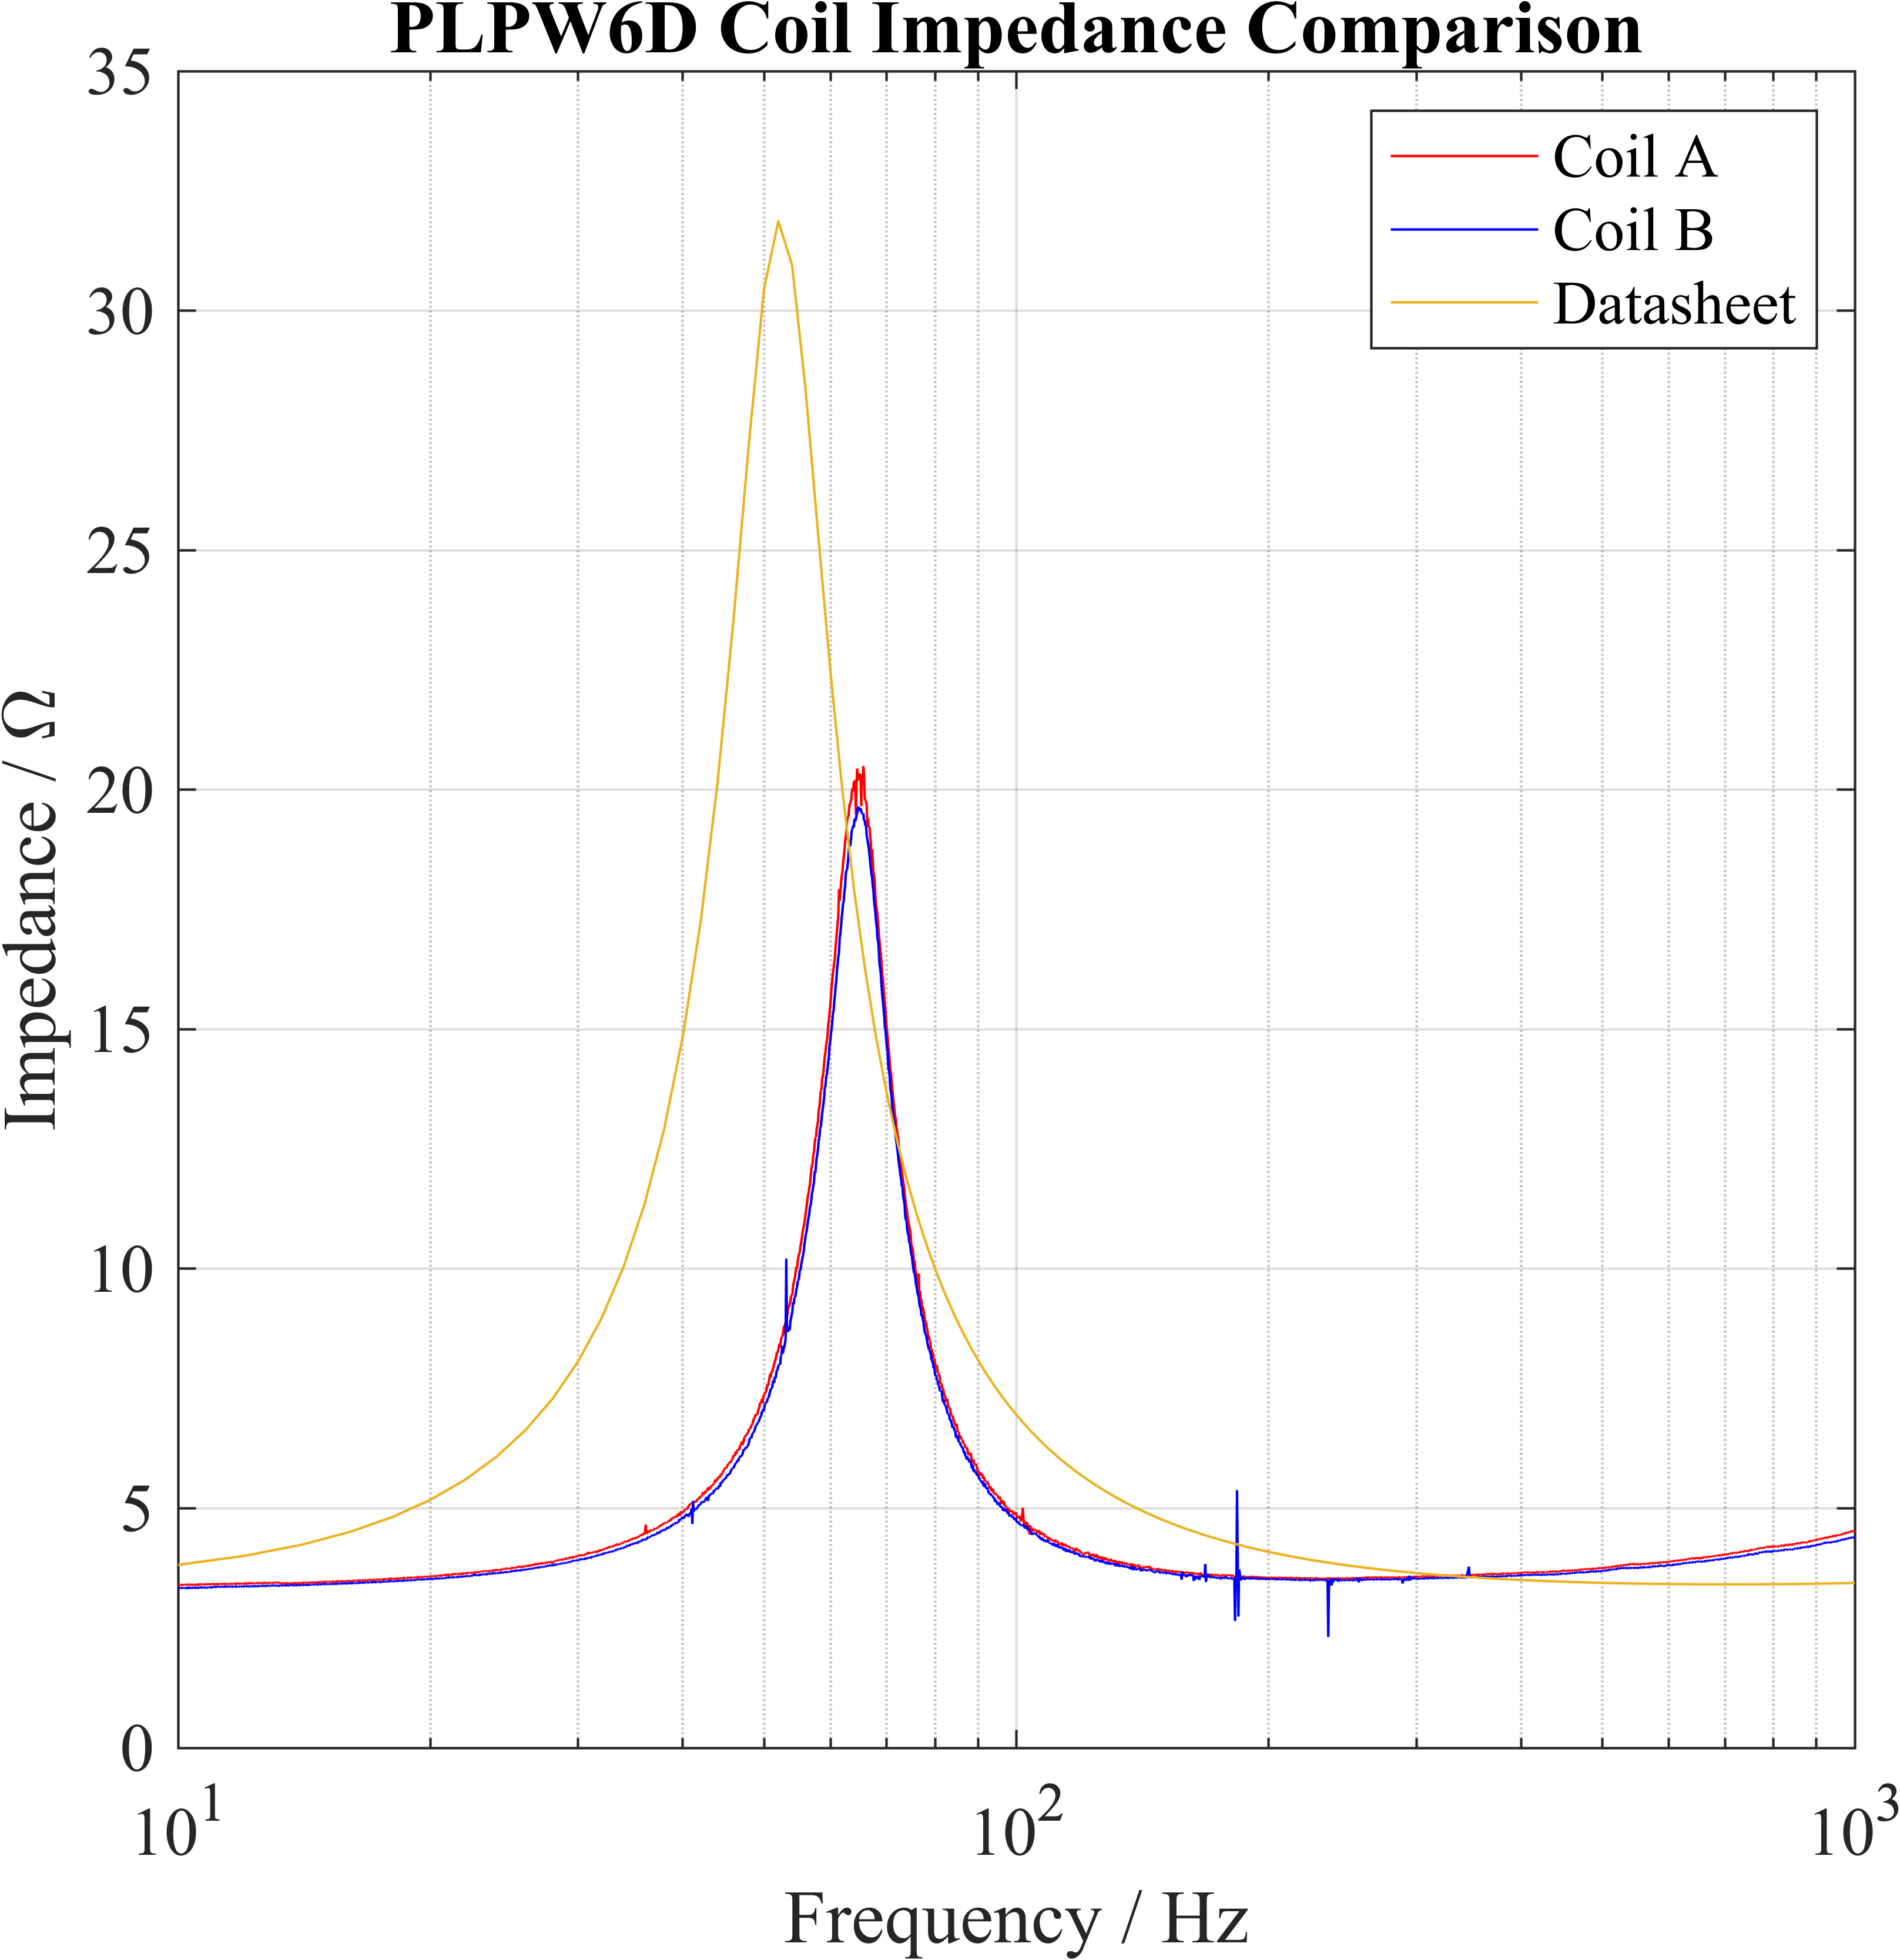 PLPW6D Coil Impedance Comparison
35
30
25
20
15
10
5
0
Impedance / Ω
Coil A
Coil B
Datasheet
10¹ 10² 10³
Frequency / Hz